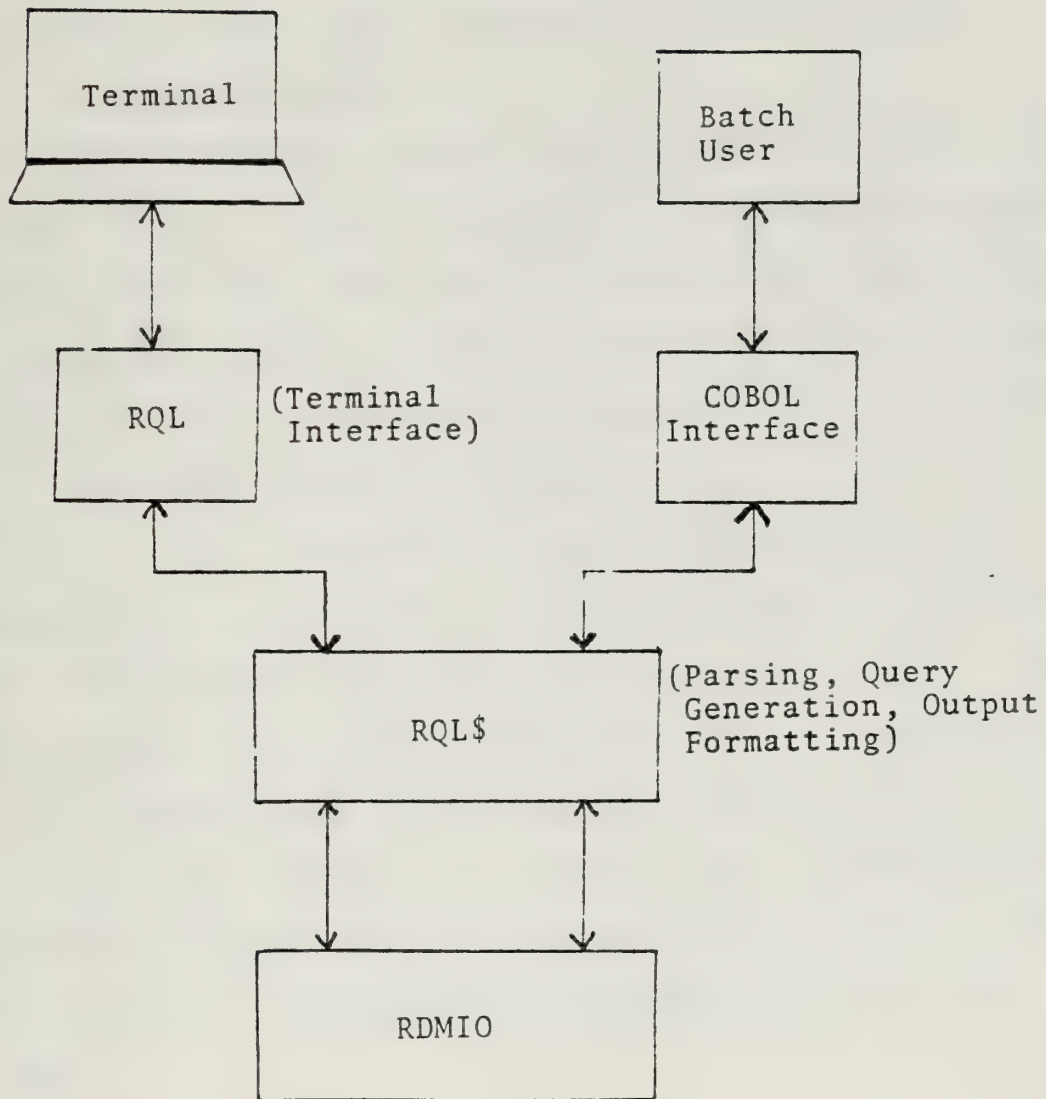 Terminal
Batch
User
RQL
(Terminal
Interface)
COBOL
Interface
RQL$
(Parsing, Query
Generation, Output
Formatting)
RDMIO